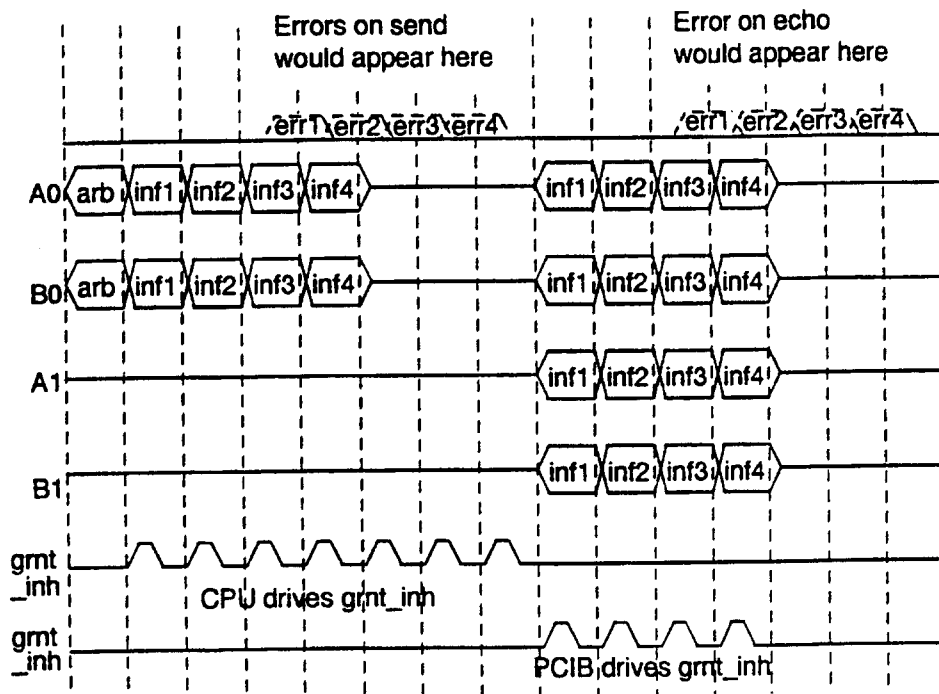 Errors on send
would appear here
Error on echo
would appear here
err1 err2 err3 err4
err1 err2 err3 err4
A0 arb inf1 inf2 inf3 inf4 inf1 inf2 inf3 inf4
B0 arb inf1 inf2 inf3 inf4 inf1 inf2 inf3 inf4
A1 inf1 inf2 inf3 inf4
B1 inf1 inf2 inf3 inf4
grnt
_inh
CPU drives grnt_inh
grnt
_inh
PCIB drives grnt_inh